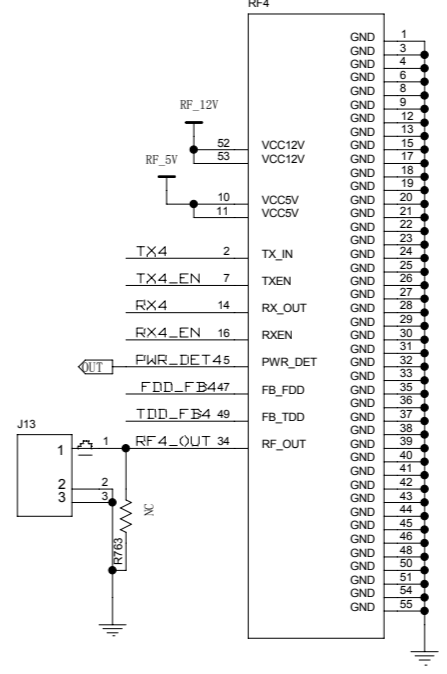 RF4
GND 1
GND 3
GND 4
GND 6
GND 8
GND 9
GND 12
GND 13
GND 15
GND 17
GND 18
GND 19
GND 20
GND 21
GND 22
GND 23
GND 24
GND 25
GND 26
GND 27
GND 28
GND 29
GND 30
GND 31
GND 32
GND 33
GND 35
GND 36
GND 37
GND 38
GND 39
GND 40
GND 41
GND 42
GND 43
GND 44
GND 45
GND 46
GND 48
GND 50
GND 51
GND 54
GND 55
RF_12V
52 VCC12V
53 VCC12V
RF_5V
10 VCC5V
11 VCC5V
TX4 2 TX_IN
TX4_EN 7 TXEN
RX4 14 RX_OUT
RX4_EN 16 RXEN
OUT PWR_DET4 5 PWR_DET
FDD_FB4 47 FB_FDD
TDD_FB4 49 FB_TDD
RF4_OUT 34 RF_OUT
J13
1 1
2 2
3 3
NC
R763